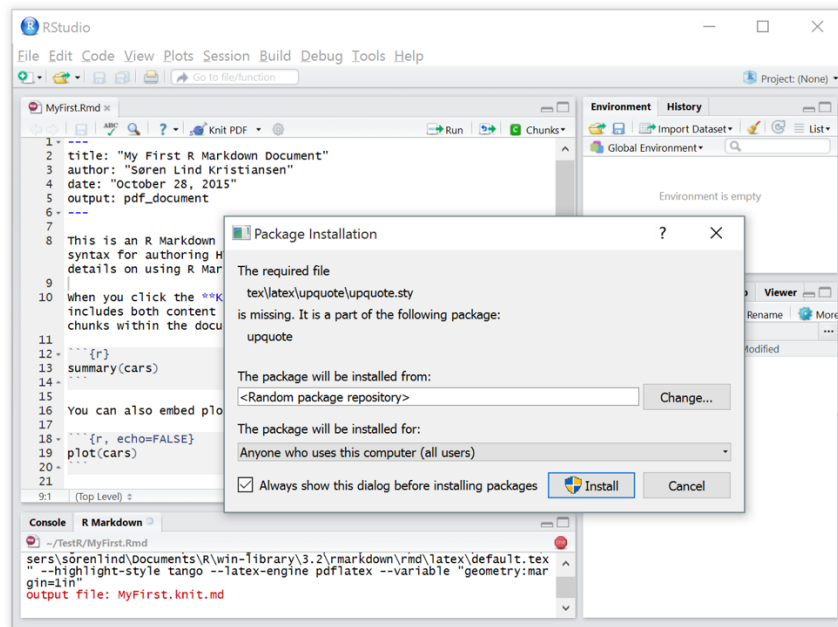 RStudio
File Edit Code View Plots Session Build Debug Tools Help
Go to file/function
Project: (None)
MyFirst.Rmd
ABC
? Knit PDF Run Chunks
1 ---
2 title: "My First R Markdown Document"
3 author: "Søren Lind Kristiansen"
4 date: "October 28, 2015"
5 output: pdf_document
6 ---
7
8 This is an R Markdown
syntax for authoring H
details on using R Mar
9
10 When you click the **K
includes both content
chunks within the docu
11
12 ```{r}
13 summary(cars)
14 ```
15
16 You can also embed plo
17
18 ```{r, echo=FALSE}
19 plot(cars)
20 ```
21
9:1 (Top Level)
Console R Markdown
~/TestR/MyFirst.Rmd
sers\sorenlind\Documents\R\win-library\3.2\rmarkdown\rmd\latex\default.tex
" --highlight-style tango --latex-engine pdflatex --variable "geometry:mar
gin=1in"
output file: MyFirst.knit.md
Environment History
Import Dataset List
Global Environment
Environment is empty
Viewer
Rename More
Modified
Package Installation ?
The required file
tex\latex\upquote\upquote.sty
is missing. It is a part of the following package:
upquote
The package will be installed from:
<Random package repository>
Change...
The package will be installed for:
Anyone who uses this computer (all users)
Always show this dialog before installing packages
Install
Cancel